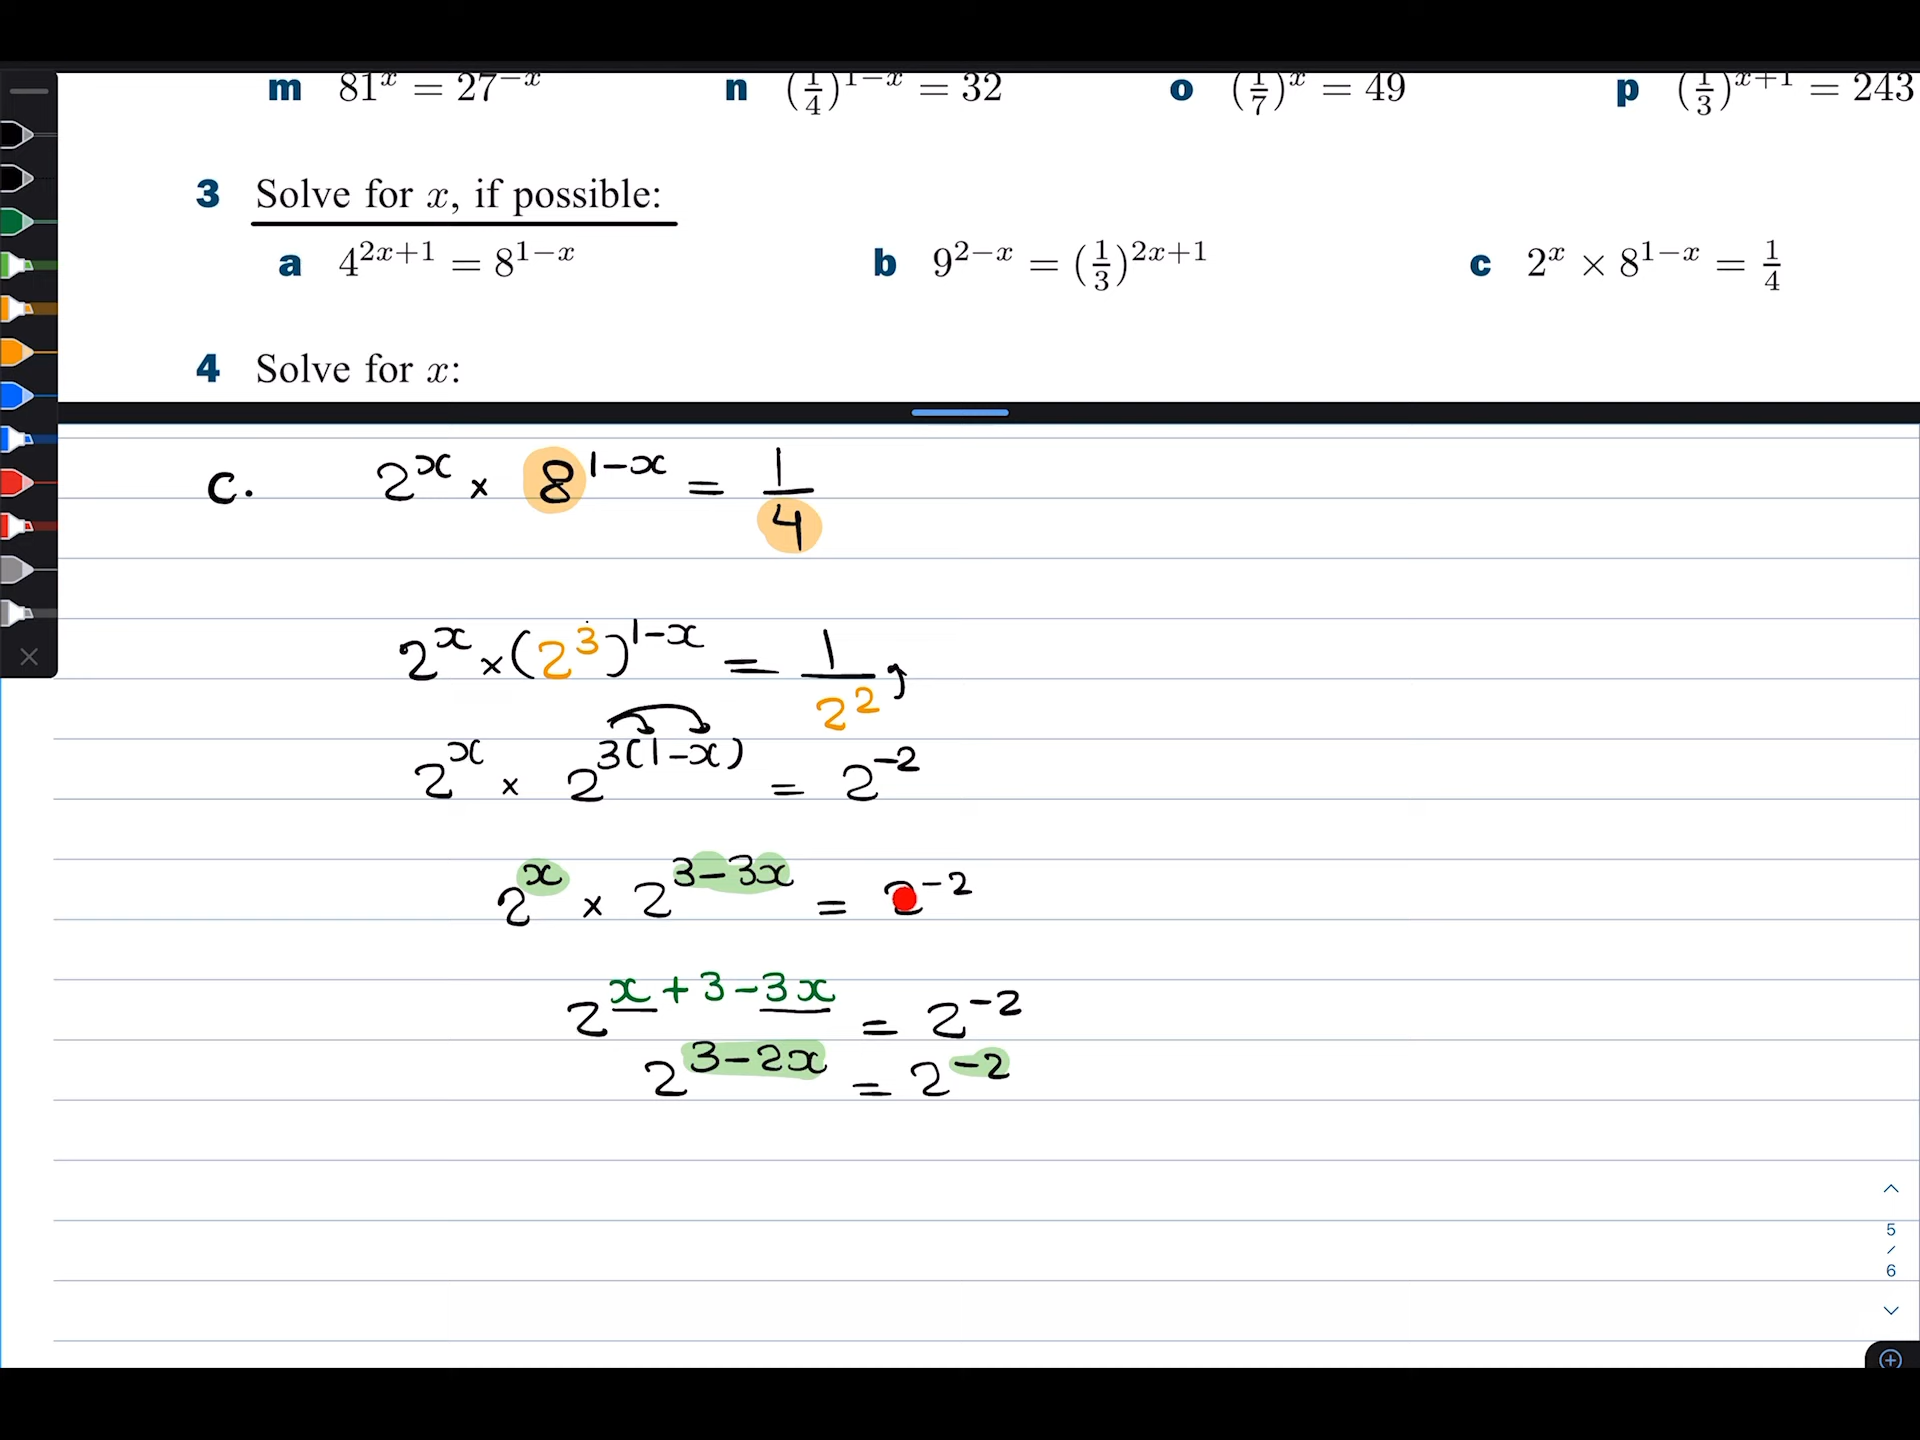 m 81^x = 27^{-x} n (1/4)^{1-x} = 32 o (1/7)^x = 49 p (1/3)^{x+1} = 243
3 Solve for x, if possible:
a 4^{2x+1} = 8^{1-x} b 9^{2-x} = (1/3)^{2x+1} c 2^x × 8^{1-x} = 1/4
4 Solve for x:
c. 2^x × 8^{1-x} = 1/4
2^x × (2^3)^{1-x} = 1/2^2
2^x × 2^{3(1-x)} = 2^{-2}
2^x × 2^{3-3x} = 2^{-2}
2^{x+3-3x} = 2^{-2}
2^{3-2x} = 2^{-2}
5
/
6